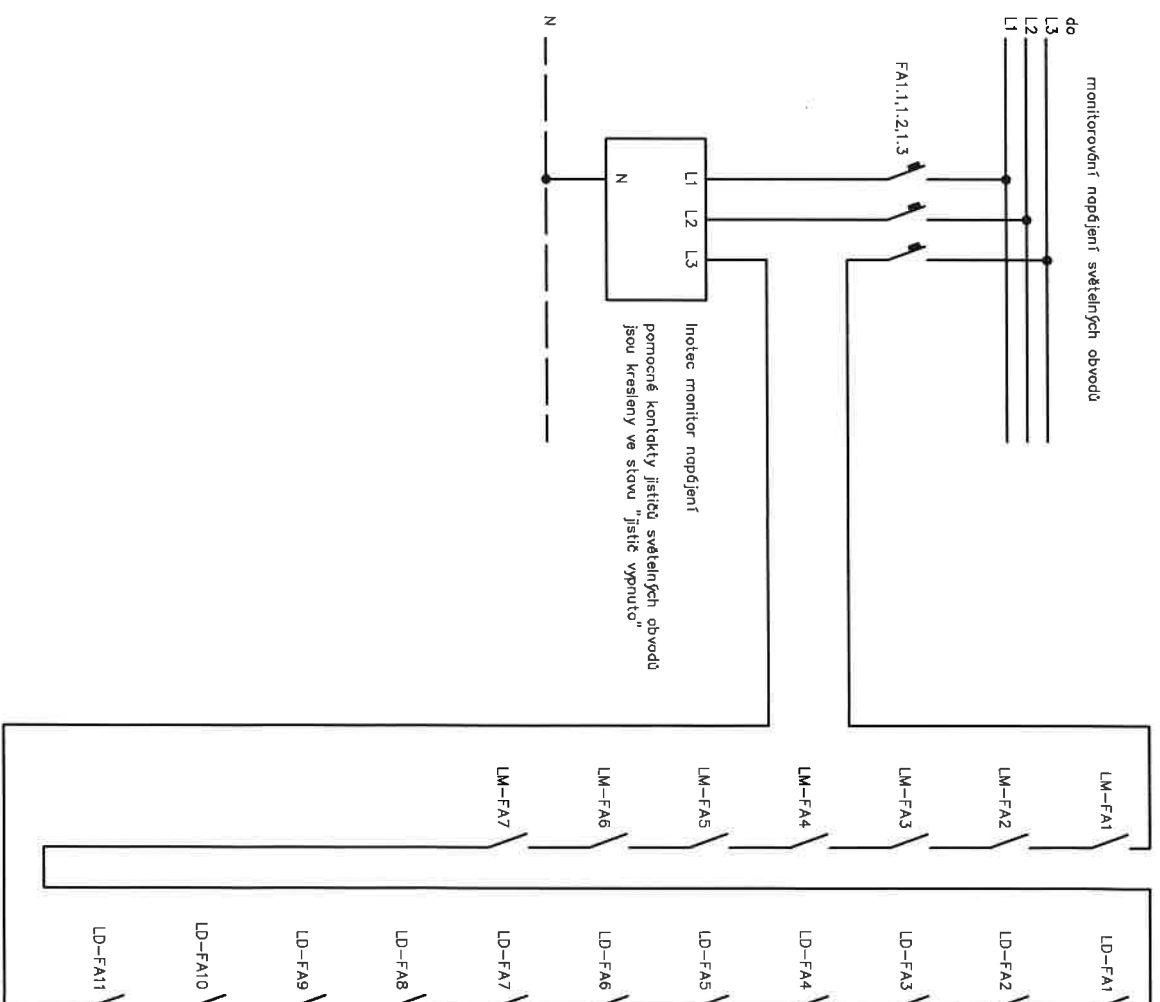 monitorování napájení světelných obvodů
do
L3
L2
L1
FA1.1,1.2,1.3
L1
L2
L3
N
N
Inotec monitor napájení
pomocné kontakty jističů světelných obvodů
jsou kresleny ve stavu "jistič vypnuto"
LM-FA1
LM-FA2
LM-FA3
LM-FA4
LM-FA5
LM-FA6
LM-FA7
LD-FA1
LD-FA2
LD-FA3
LD-FA4
LD-FA5
LD-FA6
LD-FA7
LD-FA8
LD-FA9
LD-FA10
LD-FA11